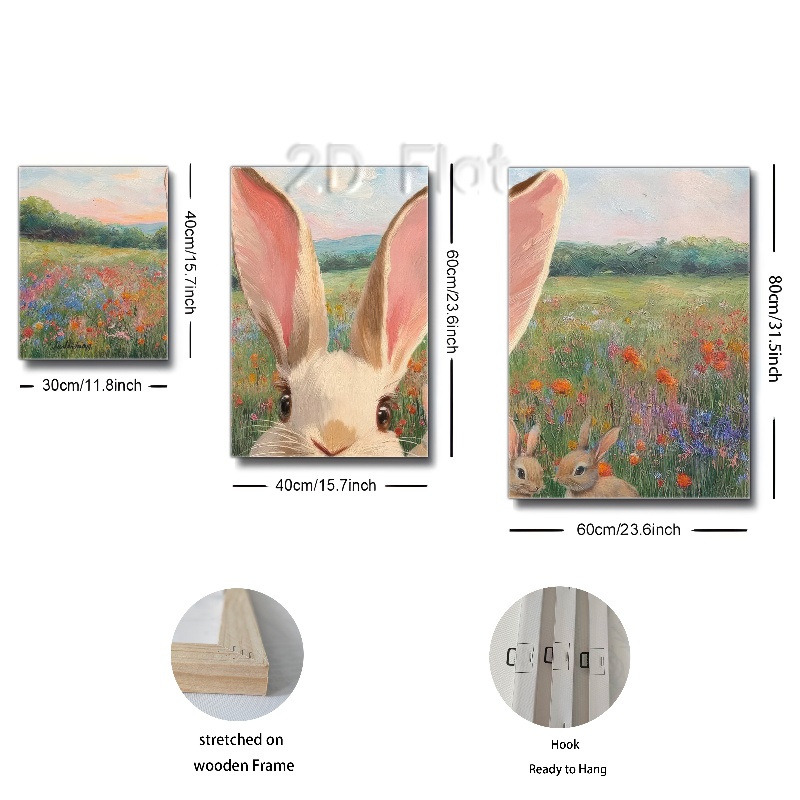 2D Flat
40cm/15.7inch
60cm/23.6inch
80cm/31.5inch
30cm/11.8inch
40cm/15.7inch
60cm/23.6inch
stretched on
wooden Frame
Hook
Ready to Hang